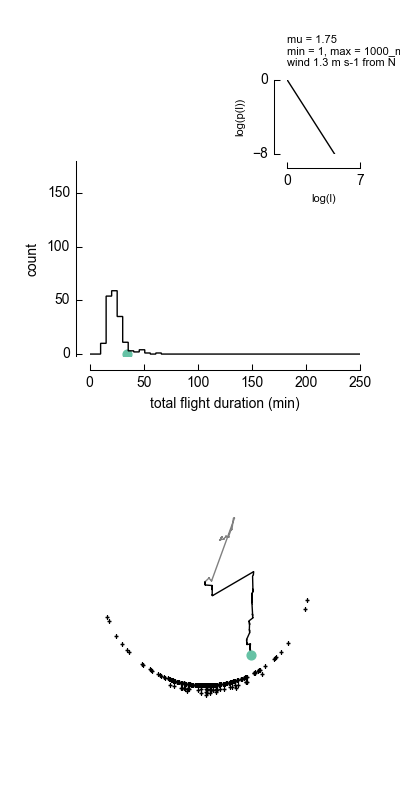 mu = 1.75
min = 1, max = 1000_m
wind 1.3 m s-1 from N
0
log(p(l))
−8
0
7
log(l)
150
100
count
50
0
0
50
100
150
200
250
total flight duration (min)